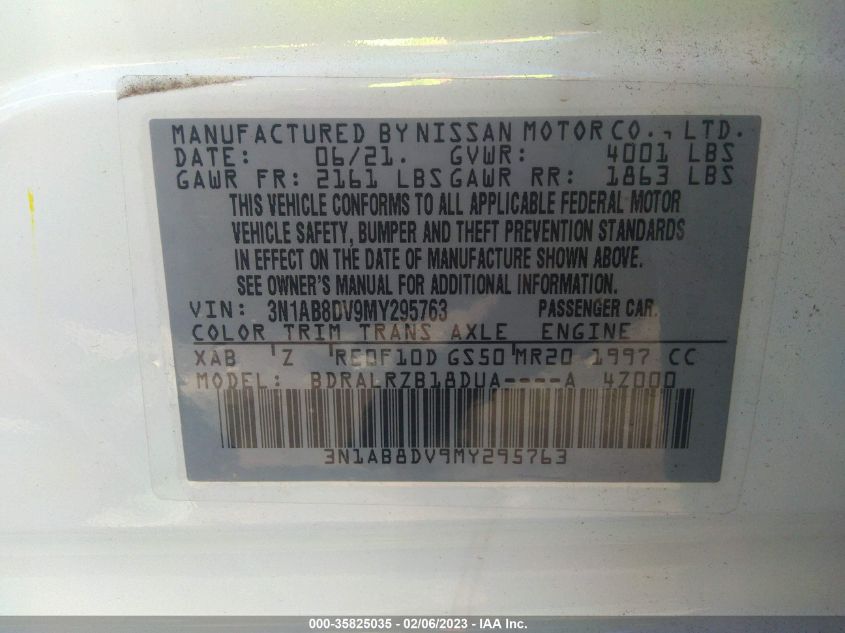 MANUFACTURED BY NISSAN MOTOR CO., LTD.
DATE: 06/21. GVWR: 4001 LBS
GAWR FR: 2161 LBS GAWR RR: 1863 LBS
THIS VEHICLE CONFORMS TO ALL APPLICABLE FEDERAL MOTOR
VEHICLE SAFETY, BUMPER AND THEFT PREVENTION STANDARDS
IN EFFECT ON THE DATE OF MANUFACTURE SHOWN ABOVE.
SEE OWNER'S MANUAL FOR ADDITIONAL INFORMATION.
VIN: 3N1AB8DV9MY295763 PASSENGER CAR.
COLOR TRIM TRANS AXLE ENGINE
XAB Z RE0F10D GS50 MR20 1997 CC
MODEL: BDRALRZB18DUA----A 4Z000
3N1AB8DV9MY295763
000-35825035 - 02/06/2023 - IAA Inc.